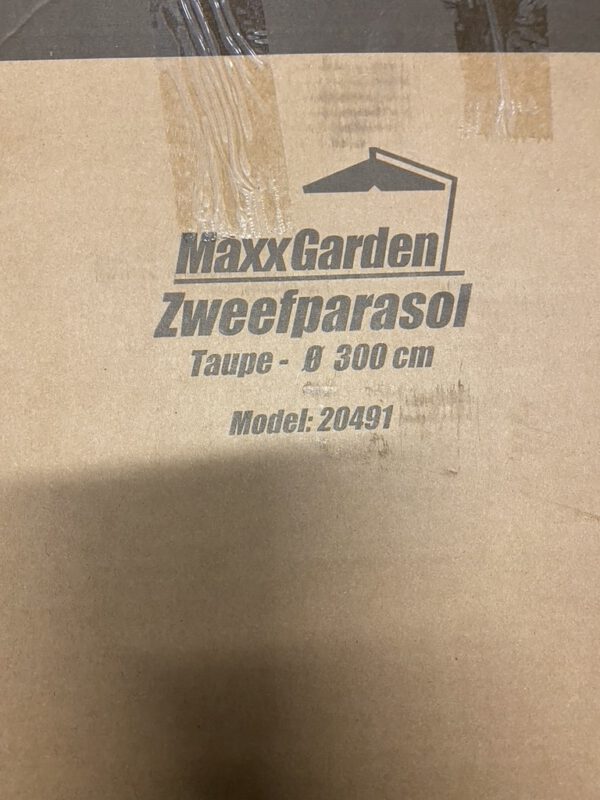 MaxxGarden
Zweefparasol
Taupe - Ø 300 cm
Model: 20491